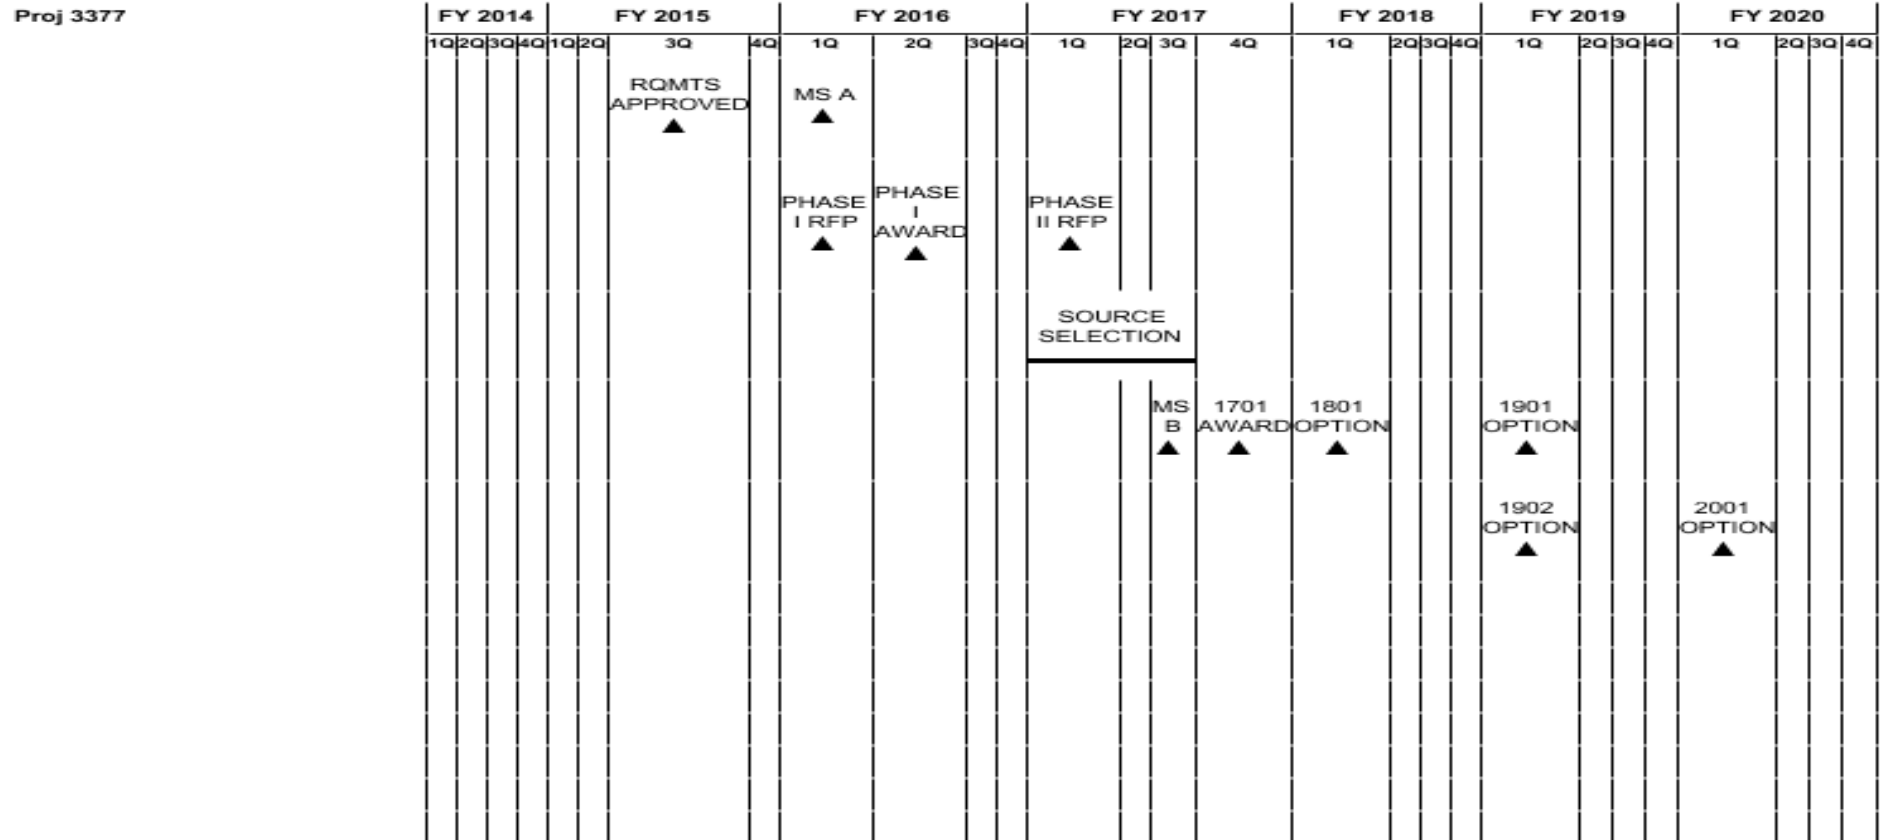 Proj 3377 FY 2014 FY 2015 FY 2016 FY 2017 FY 2018 FY 2019 FY 2020
1Q 2Q 3Q 4Q 1Q 2Q 3Q 4Q 1Q 2Q 3Q 4Q 1Q 2Q 3Q 4Q 1Q 2Q 3Q 4Q 1Q 2Q 3Q 4Q 1Q 2Q 3Q 4Q
RQMTS
APPROVED
MS A
PHASE
I RFP
PHASE
I
AWARD
PHASE
II RFP
SOURCE
SELECTION
MS
B
1701
AWARD
1801
OPTION
1901
OPTION
1902
OPTION
2001
OPTION